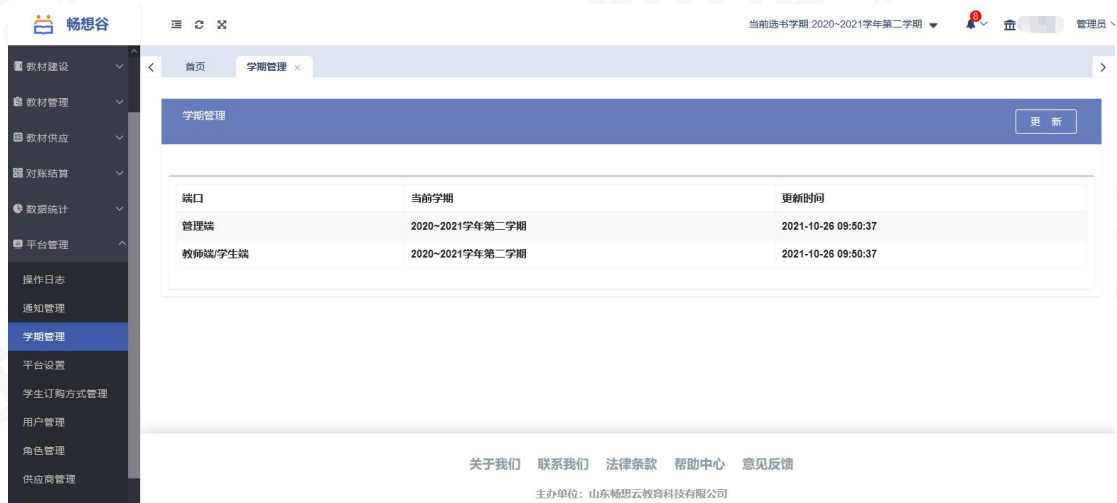 畅想谷
当前选书学期:2020~2021学年第二学期
8
管理员
教材建设
教材管理
教材供应
对账结算
数据统计
平台管理
操作日志
通知管理
学期管理
平台设置
学生订购方式管理
用户管理
角色管理
供应商管理
首页 学期管理 ×
学期管理 更 新
端口 当前学期 更新时间
管理端 2020~2021学年第二学期 2021-10-26 09:50:37
教师端/学生端 2020~2021学年第二学期 2021-10-26 09:50:37
关于我们 联系我们 法律条款 帮助中心 意见反馈
主办单位：山东畅想云教育科技有限公司